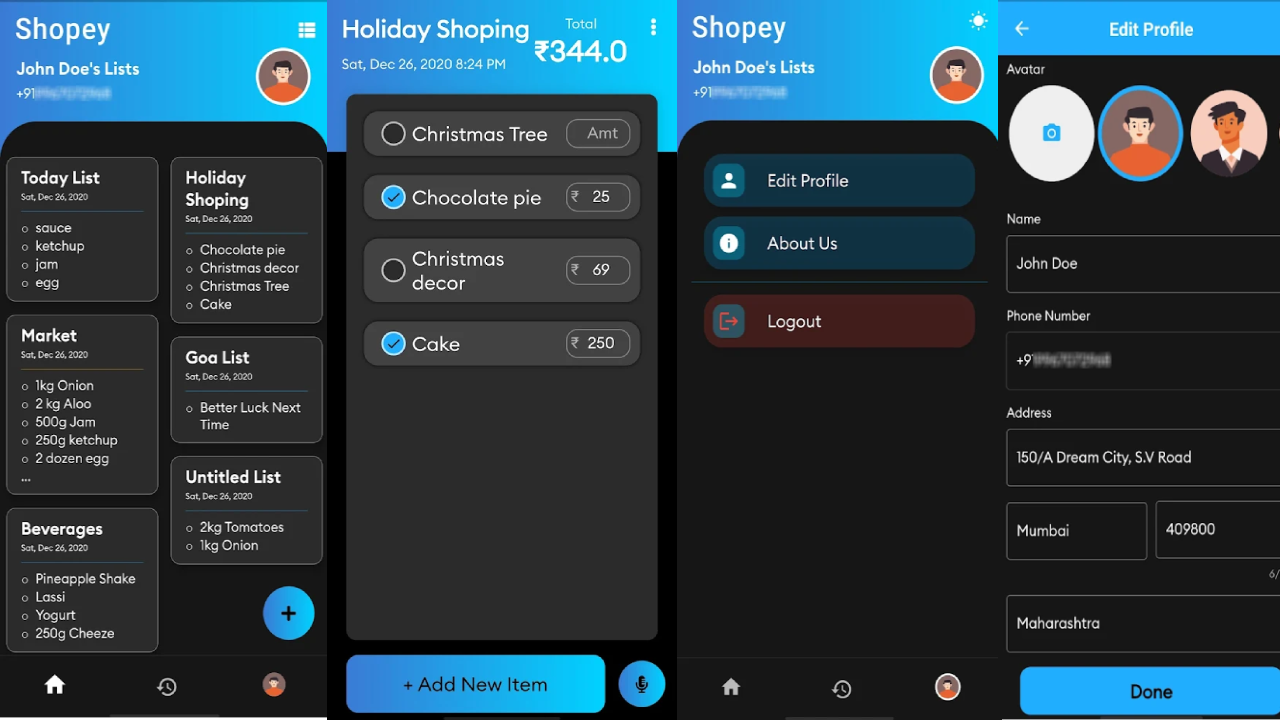 Shopey
John Doe's Lists
+91
Today List
Sat, Dec 26, 2020
sauce
ketchup
jam
egg
Market
Sat, Dec 26, 2020
1kg Onion
2 kg Aloo
500g Jam
250g ketchup
2 dozen egg
...
Beverages
Sat, Dec 26, 2020
Pineapple Shake
Lassi
Yogurt
250g Cheeze
Holiday
Shoping
Sat, Dec 26, 2020
Chocolate pie
Christmas decor
Christmas Tree
Cake
Goa List
Sat, Dec 26, 2020
Better Luck Next
Time
Untitled List
Sat, Dec 26, 2020
2kg Tomatoes
1kg Onion
+
Holiday Shoping
Sat, Dec 26, 2020 8:24 PM
Total
₹344.0
Christmas Tree Amt
Chocolate pie ₹ 25
Christmas
decor ₹ 69
Cake ₹ 250
+ Add New Item
Shopey
John Doe's Lists
+91
Edit Profile
About Us
Logout
Edit Profile
Avatar
Name
John Doe
Phone Number
+9
Address
150/A Dream City, S.V Road
Mumbai 409800
6/
Maharashtra
Done